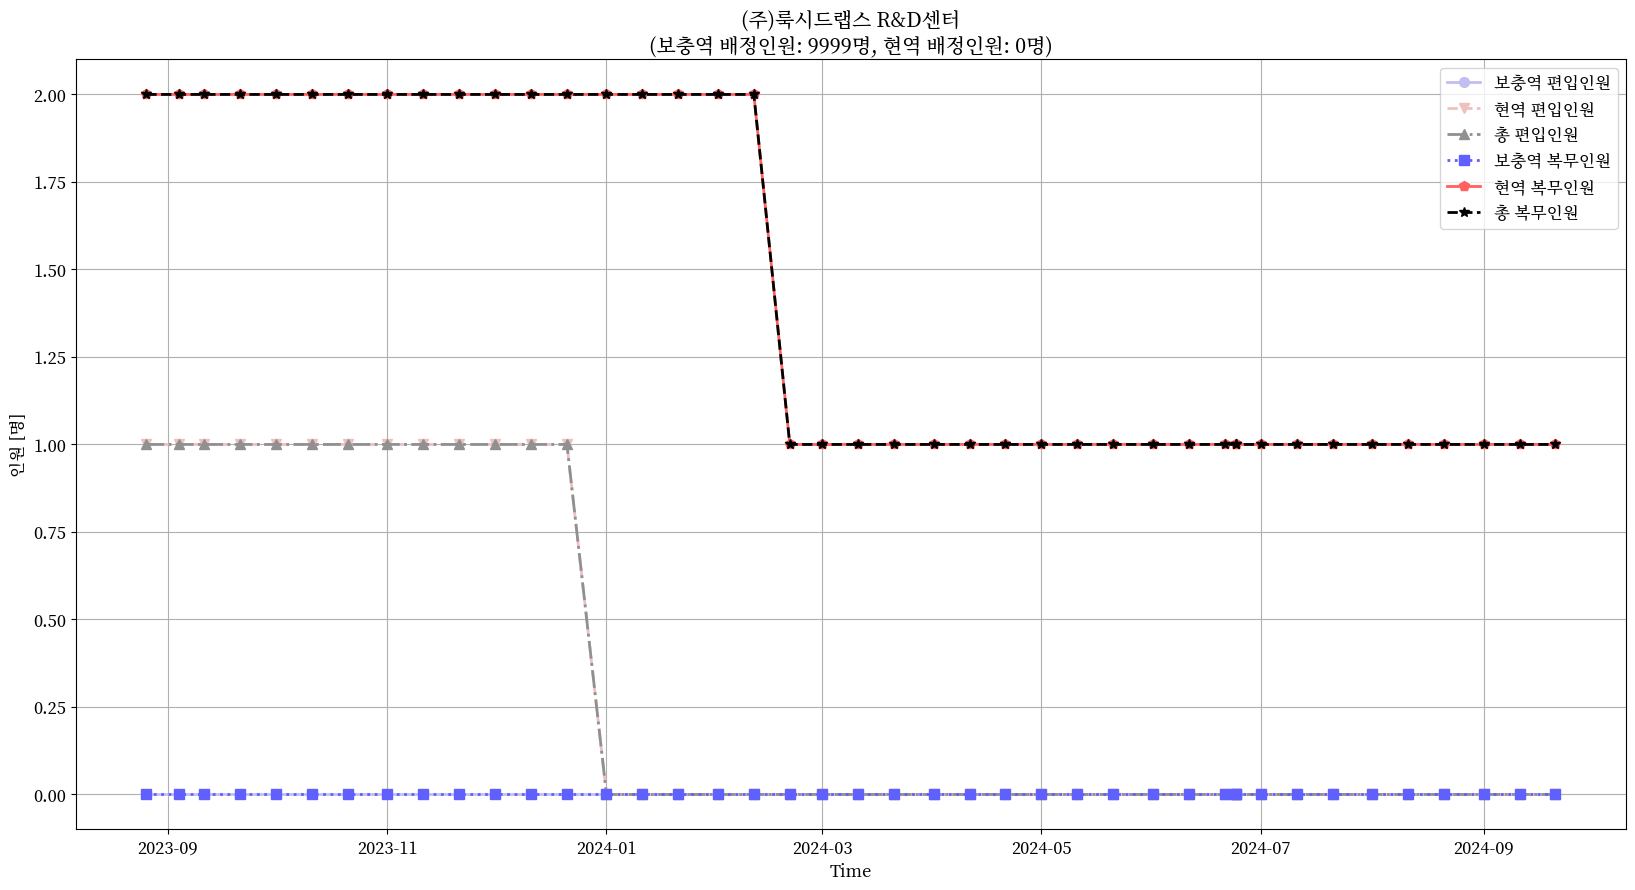 (주)룩시드랩스 R&D센터
(보충역 배정인원: 9999명, 현역 배정인원: 0명)
보충역 편입인원
현역 편입인원
총 편입인원
보충역 복무인원
현역 복무인원
총 복무인원
인원 [명]
2.00
1.75
1.50
1.25
1.00
0.75
0.50
0.25
0.00
2023-09 2023-11 2024-01 2024-03 2024-05 2024-07 2024-09
Time